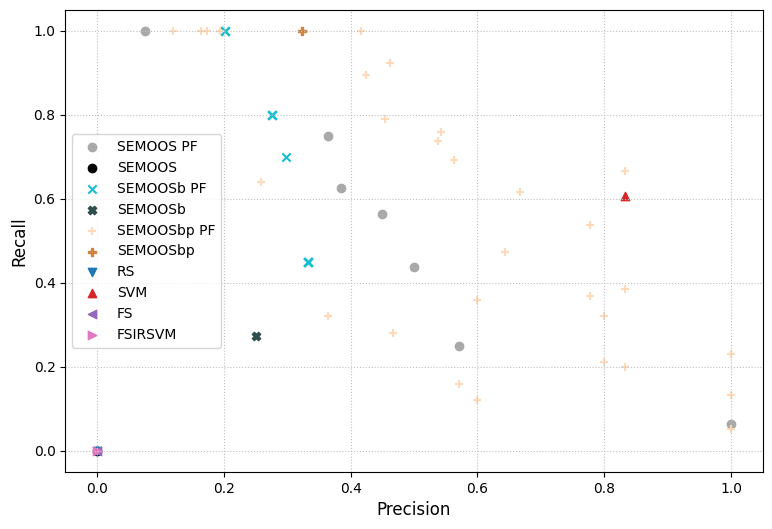 1.0
0.8
0.6
0.4
0.2
0.0
Recall
SEMOOS PF
SEMOOS
SEMOOSb PF
SEMOOSb
SEMOOSbp PF
SEMOOSbp
RS
SVM
FS
FSIRSVM
0.0 0.2 0.4 0.6 0.8 1.0
Precision